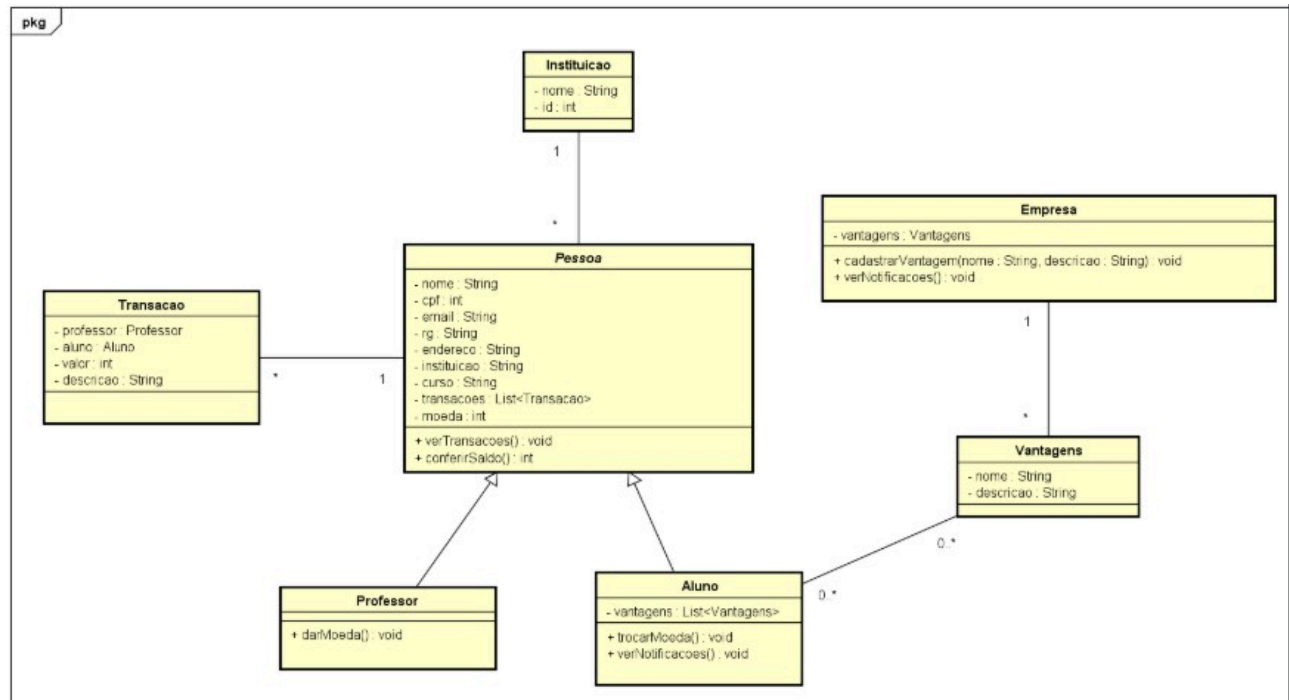 pkg
Instituicao
- nome : String
- id : int
1
*
Empresa
- vantagens : Vantagens
+ cadastrarVantagem(nome : String, descricao : String) : void
+ verNotificacoes() : void
1
*
Pessoa
- nome : String
- cpf : int
- email : String
- rg : String
- endereco : String
- instituicao : String
- curso : String
- transacoes : List<Transacao>
- moeda : int
+ verTransacoes() : void
+ conferirSaldo() : int
Transacao
- professor : Professor
- aluno : Aluno
- valor : int
- descricao : String
*
1
Vantagens
- nome : String
- descricao : String
0..*
0..*
Professor
+ darMoeda() : void
Aluno
- vantagens : List<Vantagens>
+ trocarMoeda() : void
+ verNotificacoes() : void